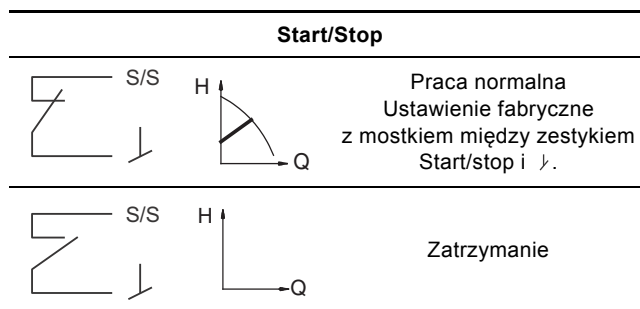 Start/Stop
S/S
H
Q
Praca normalna
Ustawienie fabryczne
z mostkiem między zestykiem
Start/stop i .
S/S
H
Q
Zatrzymanie